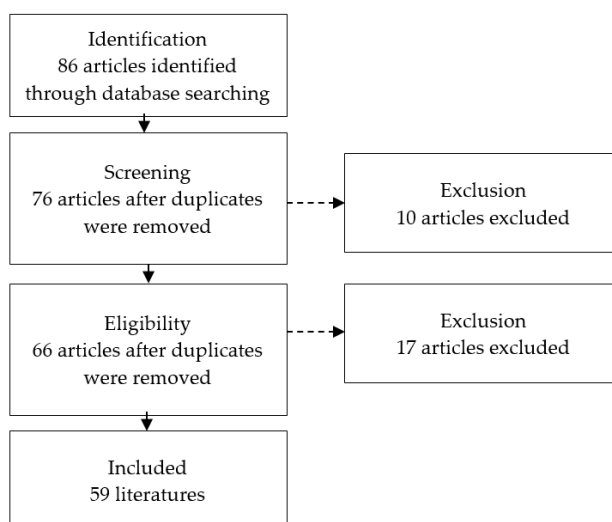 Identification
86 articles identified
through database searching
Screening
76 articles after duplicates
were removed
Exclusion
10 articles excluded
Eligibility
66 articles after duplicates
were removed
Exclusion
17 articles excluded
Included
59 literatures